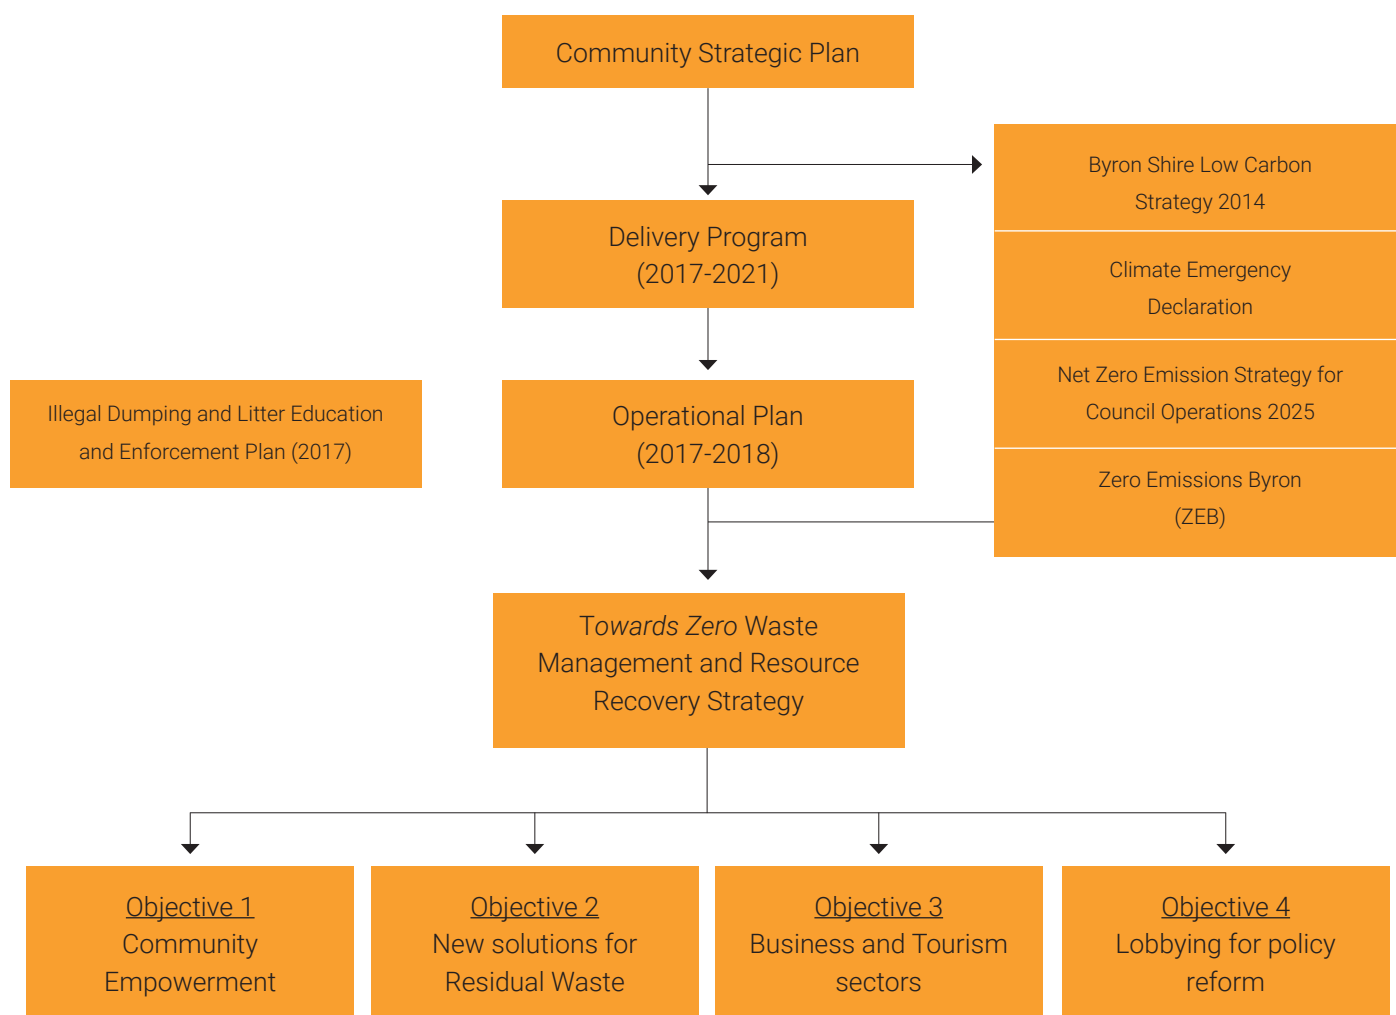 Community Strategic Plan
Byron Shire Low Carbon
Strategy 2014
Delivery Program
(2017-2021)
Climate Emergency
Declaration
Net Zero Emission Strategy for
Council Operations 2025
Illegal Dumping and Litter Education
and Enforcement Plan (2017)
Operational Plan
(2017-2018)
Zero Emissions Byron
(ZEB)
Towards Zero Waste
Management and Resource
Recovery Strategy
Objective 1
Community
Empowerment
Objective 2
New solutions for
Residual Waste
Objective 3
Business and Tourism
sectors
Objective 4
Lobbying for policy
reform